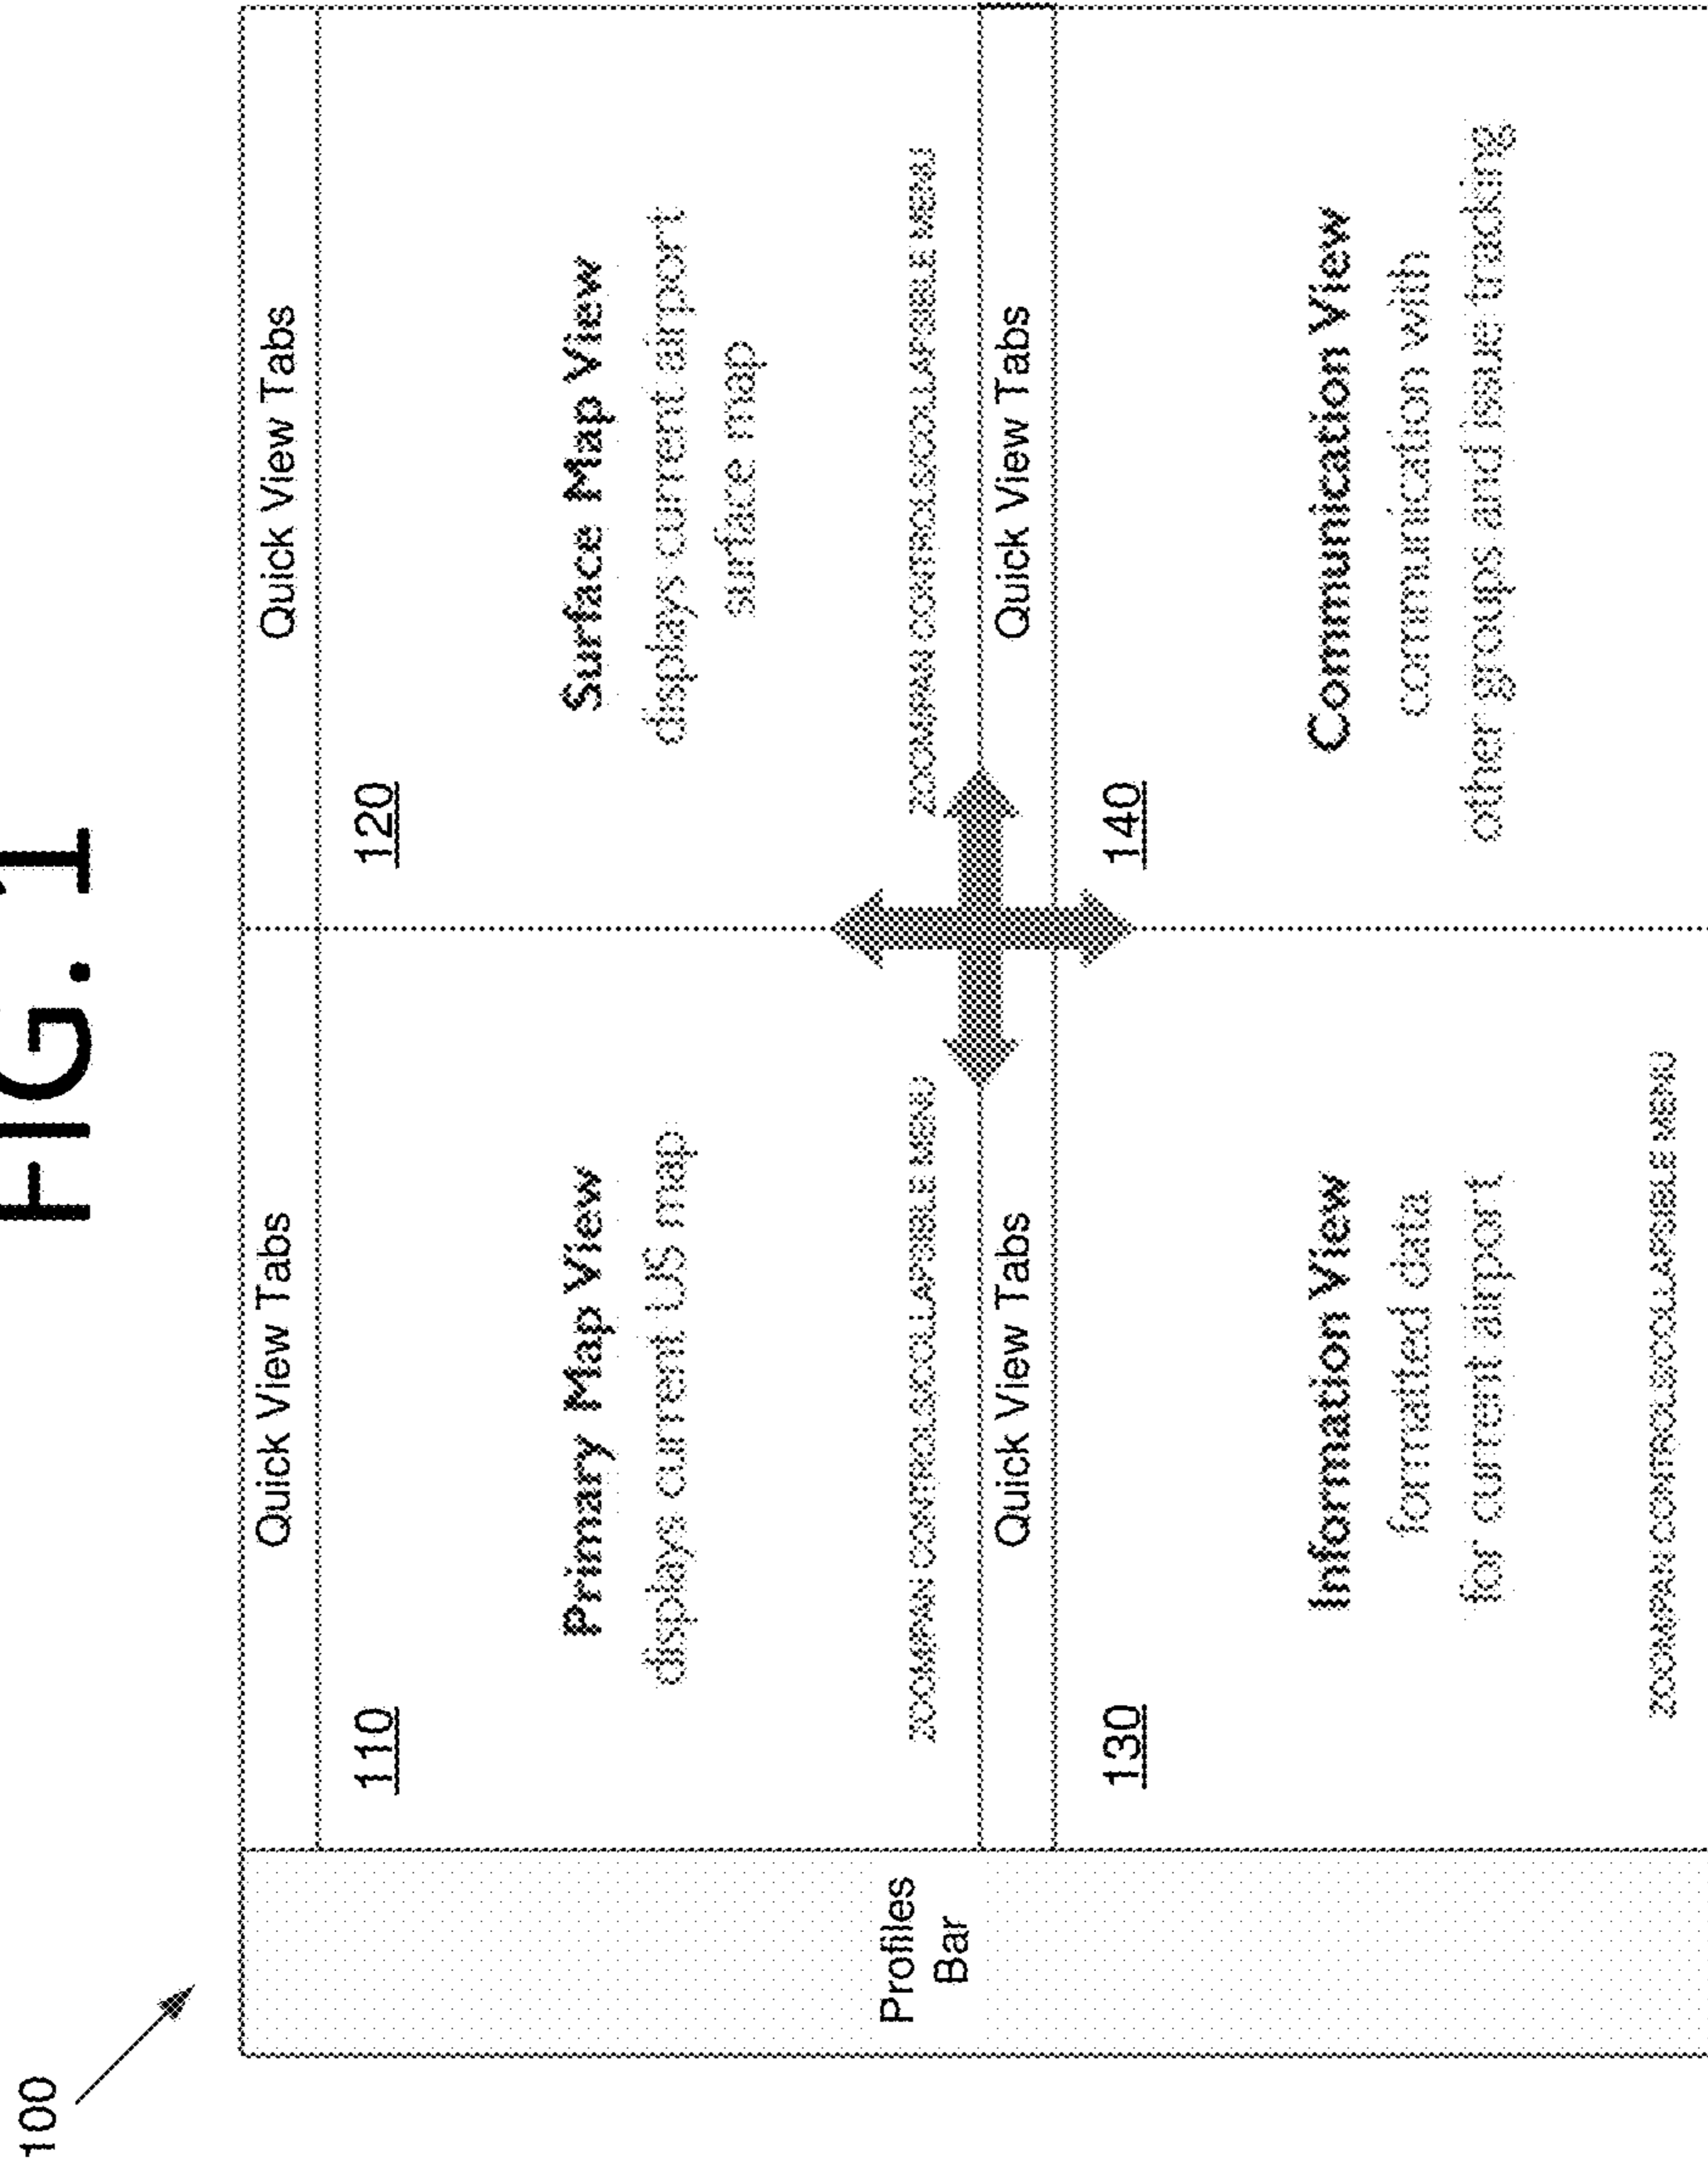 FIG. 1
100
Profiles
Bar
Quick View Tabs
110
Primary Map View
displays current US map
ZOOM/PAN CONTROLS/COLLAPSIBLE MENU
Quick View Tabs
120
Surface Map View
displays current airport
surface map
ZOOM/PAN CONTROLS/COLLAPSIBLE MENU
Quick View Tabs
130
Information View
formatted data
for current airport
ZOOM/PAN CONTROLS/COLLAPSIBLE MENU
Quick View Tabs
140
Communication View
communication with
other groups and issue tracking